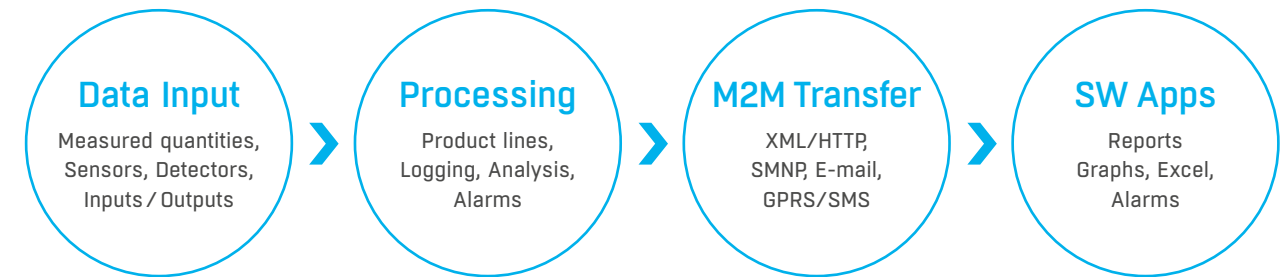 Data Input
Measured quantities,
Sensors, Detectors,
Inputs / Outputs
Processing
Product lines,
Logging, Analysis,
Alarms
M2M Transfer
XML/HTTP,
SMNP, E-mail,
GPRS/SMS
SW Apps
Reports
Graphs, Excel,
Alarms